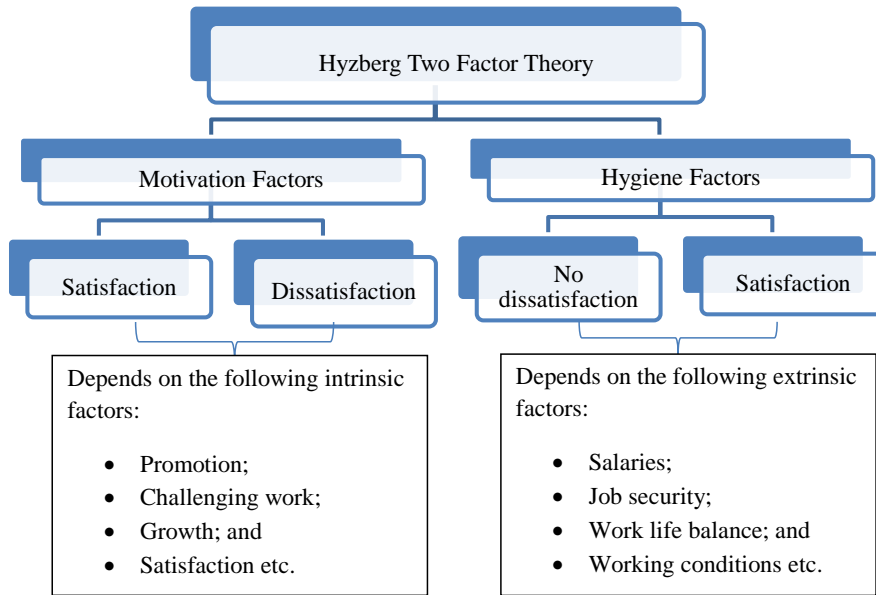 Hyzberg Two Factor Theory
Motivation Factors
Hygiene Factors
Satisfaction
Dissatisfaction
No
dissatisfaction
Satisfaction
Depends on the following intrinsic
factors:
• Promotion;
• Challenging work;
• Growth; and
• Satisfaction etc.
Depends on the following extrinsic
factors:
• Salaries;
• Job security;
• Work life balance; and
• Working conditions etc.